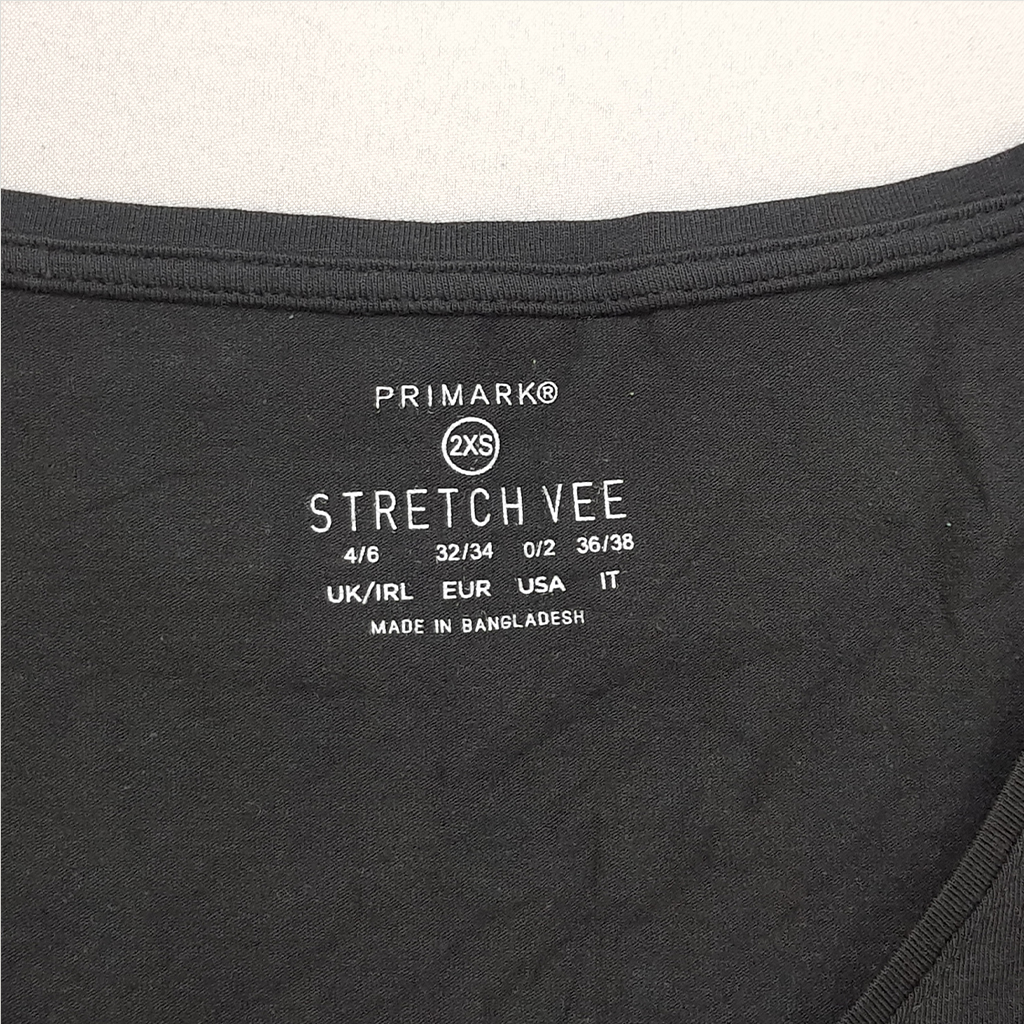 PRIMARK®
2XS
STRETCH VEE
4/6 32/34 0/2 36/38
UK/IRL EUR USA IT
MADE IN BANGLADESH